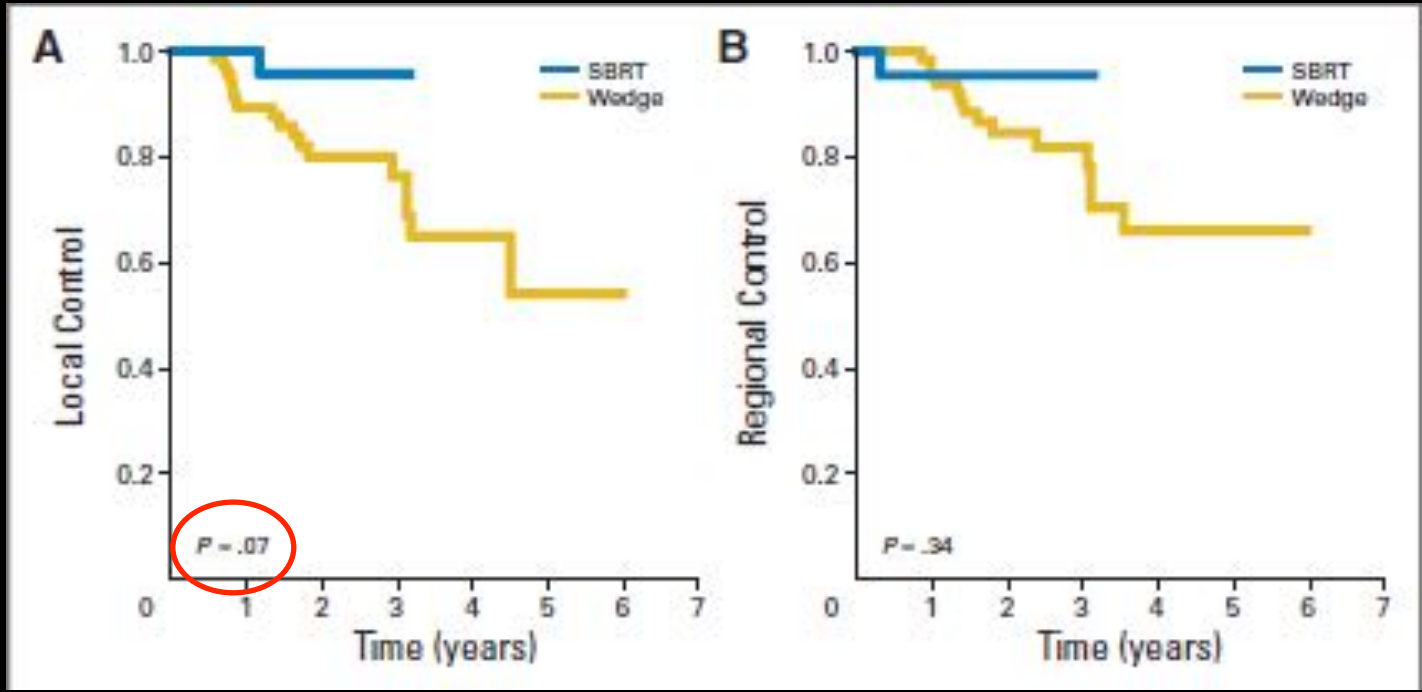 A
1.0
0.8
0.6
0.4
0.2
0
Local Control
SBRT
Wedge
P = .07
1 2 3 4 5 6 7
Time (years)
B
1.0
0.8
0.6
0.4
0.2
0
Regional Control
SBRT
Wedge
P = .34
1 2 3 4 5 6 7
Time (years)